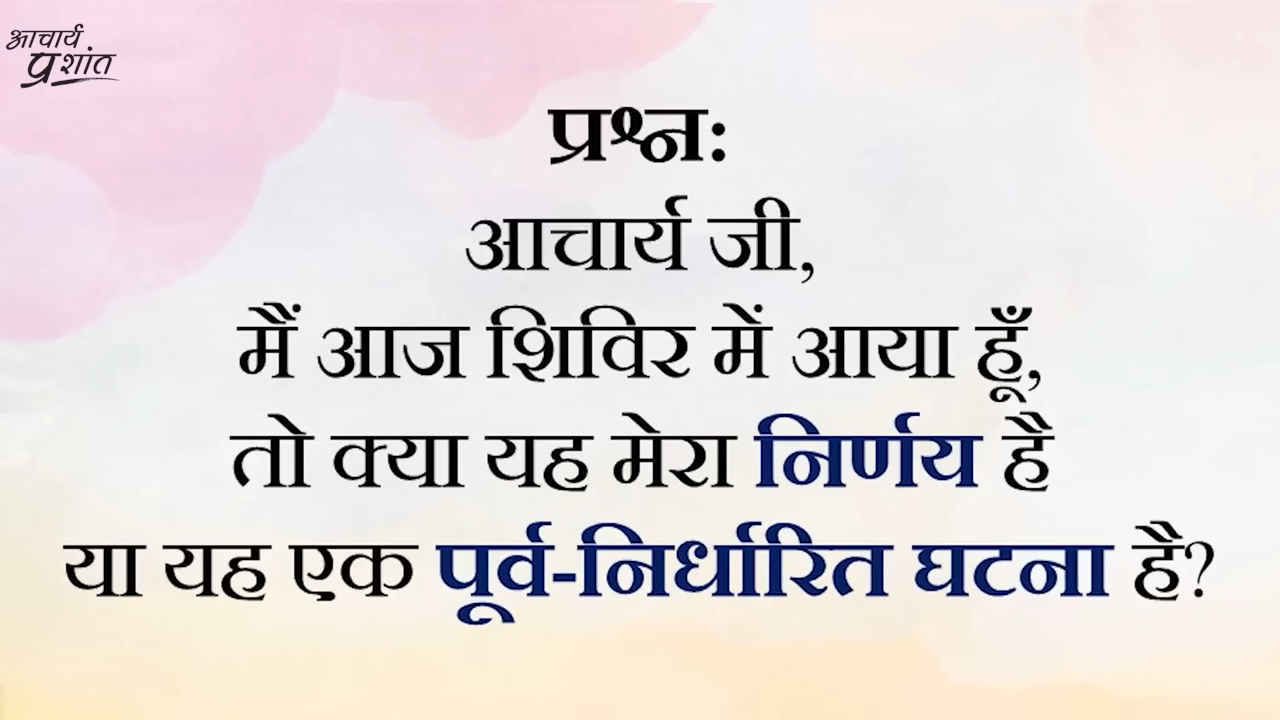 आचार्य
प्रशांत
प्रश्न:
आचार्य जी,
मैं आज शिविर में आया हूँ,
तो क्या यह मेरा निर्णय है
या यह एक पूर्व-निर्धारित घटना है?